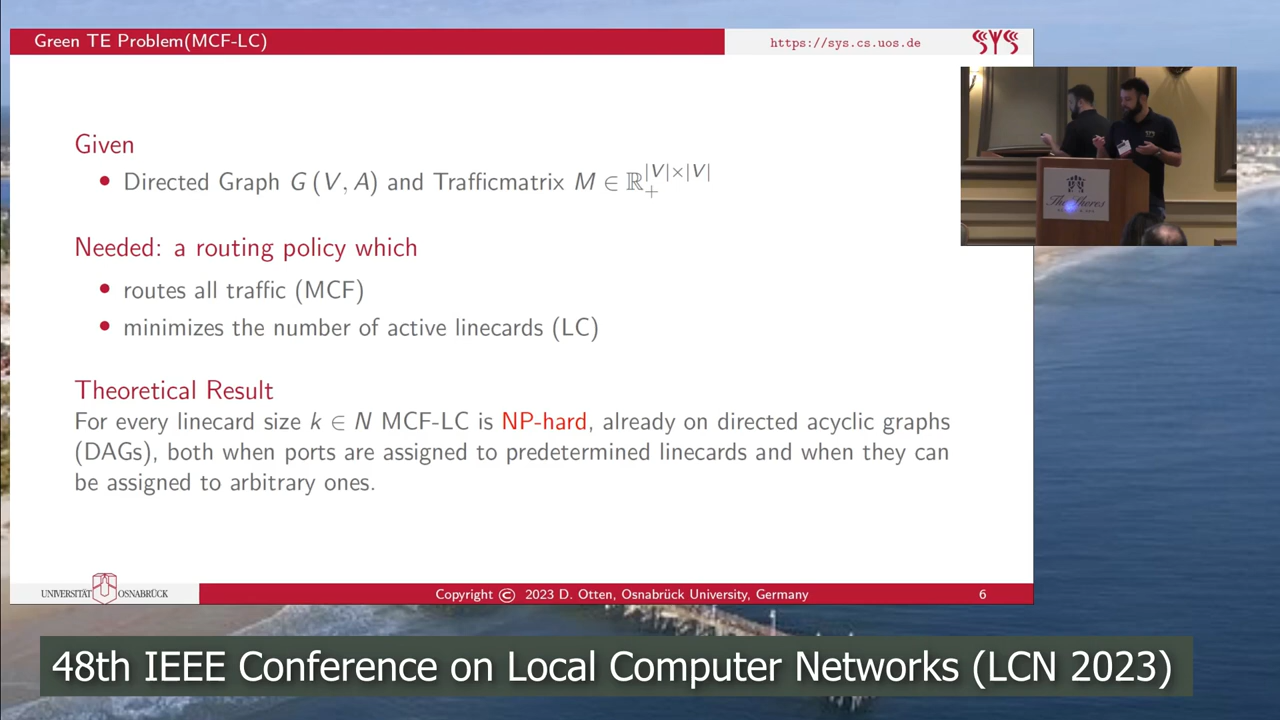 Green TE Problem(MCF-LC)
https://sys.cs.uos.de
SYS
Given
• Directed Graph G (V, A) and Trafficmatrix M ∈ ℝ₊^|V|×|V|
Needed: a routing policy which
• routes all traffic (MCF)
• minimizes the number of active linecards (LC)
Theoretical Result
For every linecard size k ∈ N MCF-LC is NP-hard, already on directed acyclic graphs
(DAGs), both when ports are assigned to predetermined linecards and when they can
be assigned to arbitrary ones.
The Shores
UNIVERSITÄT OSNABRÜCK
Copyright © 2023 D. Otten, Osnabrück University, Germany
6
48th IEEE Conference on Local Computer Networks (LCN 2023)